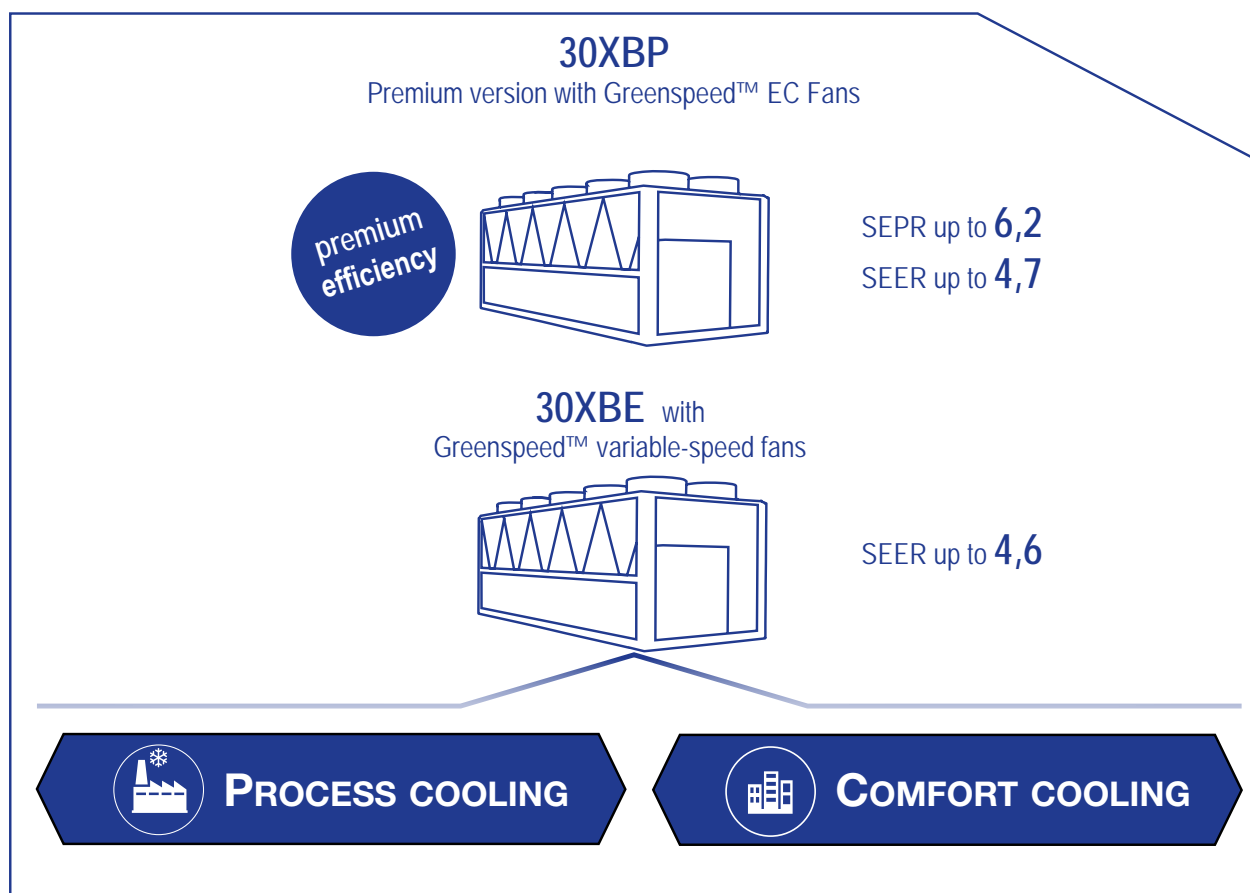 30XBP
Premium version with Greenspeed™ EC Fans
premium
efficiency
SEPR up to 6,2
SEER up to 4,7
30XBE with
Greenspeed™ variable-speed fans
SEER up to 4,6
PROCESS COOLING
COMFORT COOLING